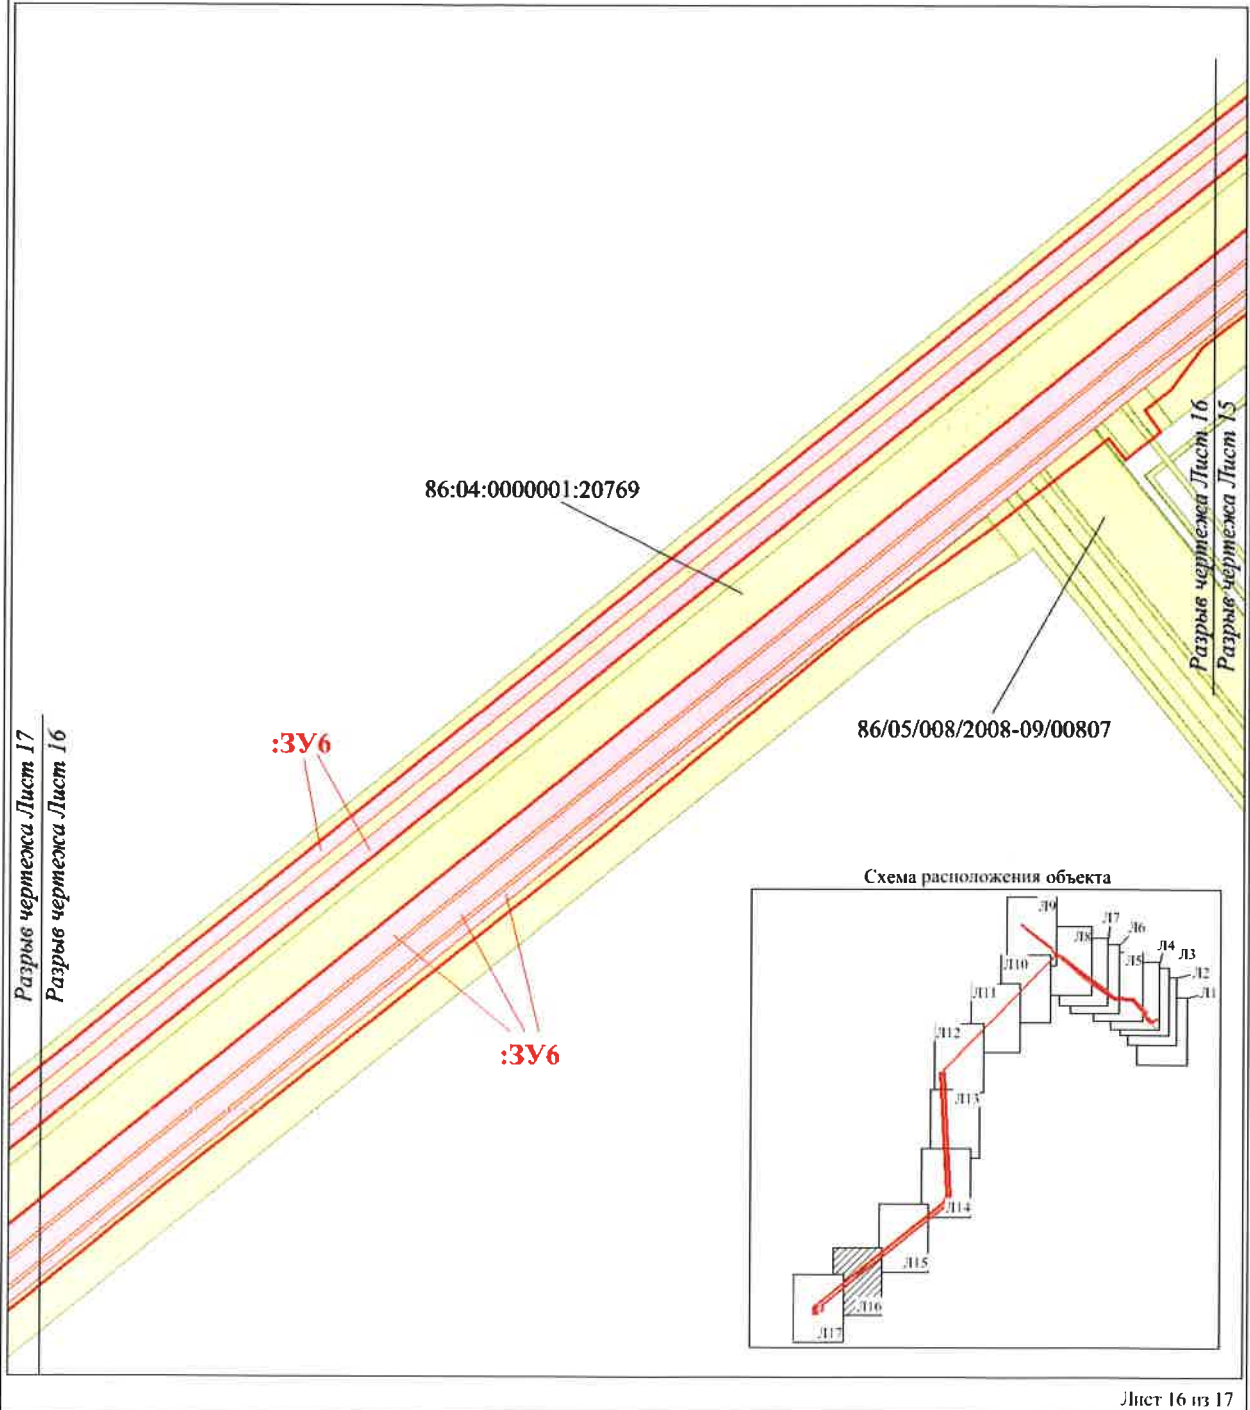 Разрыв чертежа Лист 16
Разрыв чертежа Лист 15
86:04:0000001:20769
86/05/008/2008-09/00807
:ЗУ6
Разрыв чертежа Лист 17
Разрыв чертежа Лист 16
:ЗУ6
Схема расположения объекта
Л9
Л7
Л8
Л6
Л4
Л5
Л3
Л10
Л2
Л11
Л1
Л12
Л13
Л14
Л15
Л16
Л17
Лист 16 из 17